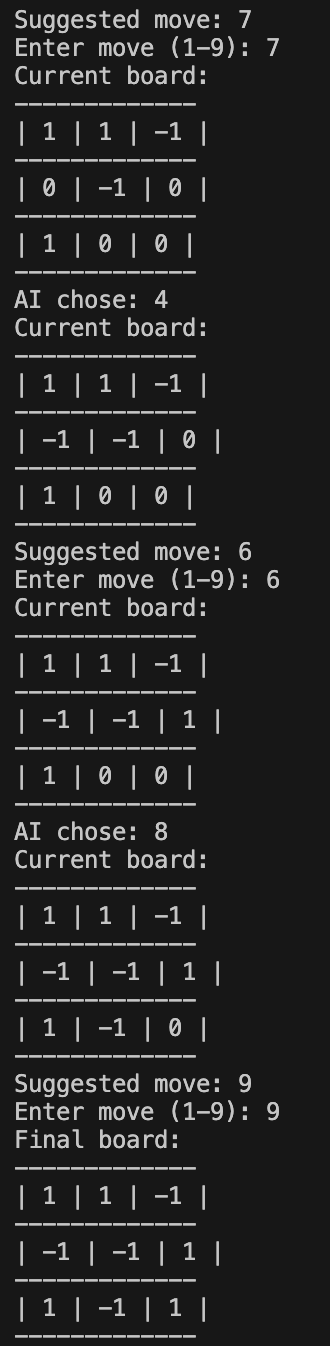 Suggested move: 7
Enter move (1-9): 7
Current board:
-------------
| 1 | 1 | -1 |
-------------
| 0 | -1 | 0 |
-------------
| 1 | 0 | 0 |
-------------
AI chose: 4
Current board:
-------------
| 1 | 1 | -1 |
-------------
| -1 | -1 | 0 |
-------------
| 1 | 0 | 0 |
-------------
Suggested move: 6
Enter move (1-9): 6
Current board:
-------------
| 1 | 1 | -1 |
-------------
| -1 | -1 | 1 |
-------------
| 1 | 0 | 0 |
-------------
AI chose: 8
Current board:
-------------
| 1 | 1 | -1 |
-------------
| -1 | -1 | 1 |
-------------
| 1 | -1 | 0 |
-------------
Suggested move: 9
Enter move (1-9): 9
Final board:
-------------
| 1 | 1 | -1 |
-------------
| -1 | -1 | 1 |
-------------
| 1 | -1 | 1 |
-------------